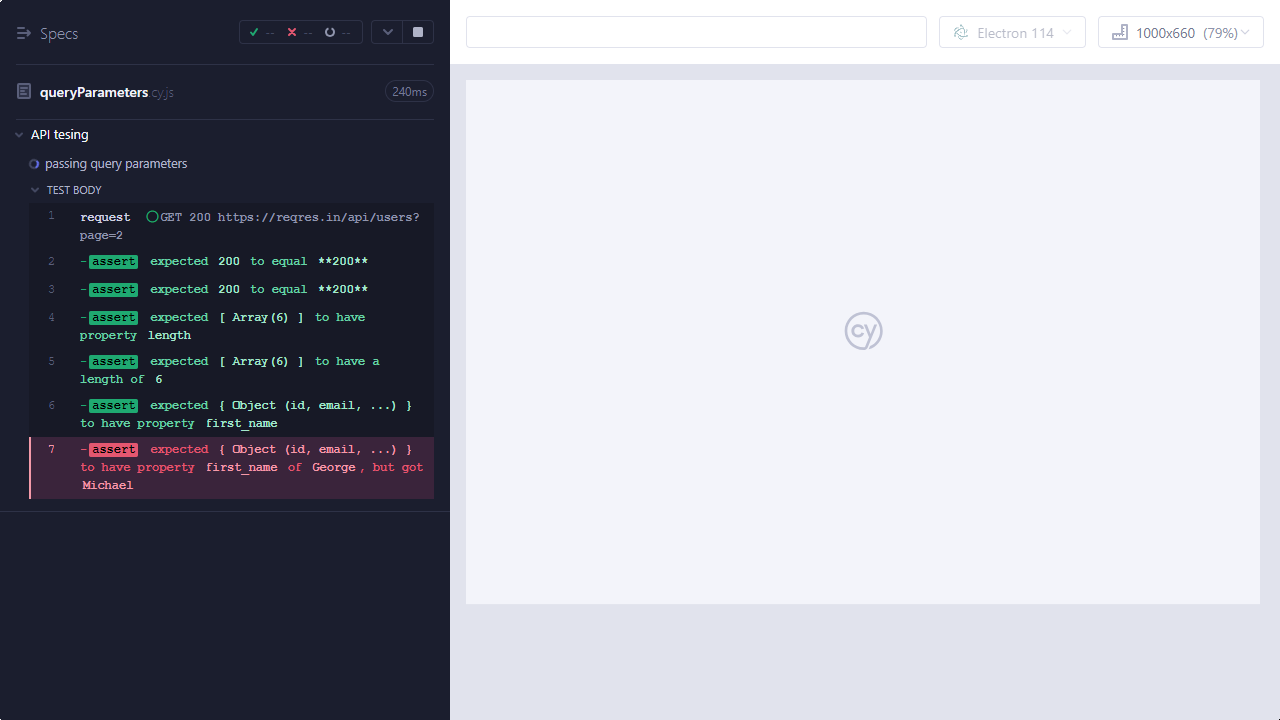 Specs
-- -- --
Electron 114
1000x660 (79%)
queryParameters.cy.js
240ms
API tesing
passing query parameters
TEST BODY
1 request GET 200 https://reqres.in/api/users?
page=2
2 -assert expected 200 to equal **200**
3 -assert expected 200 to equal **200**
4 -assert expected [ Array(6) ] to have
property length
5 -assert expected [ Array(6) ] to have a
length of 6
6 -assert expected { Object (id, email, ...) }
to have property first_name
7 -assert expected { Object (id, email, ...) }
to have property first_name of George, but got
Michael
cy